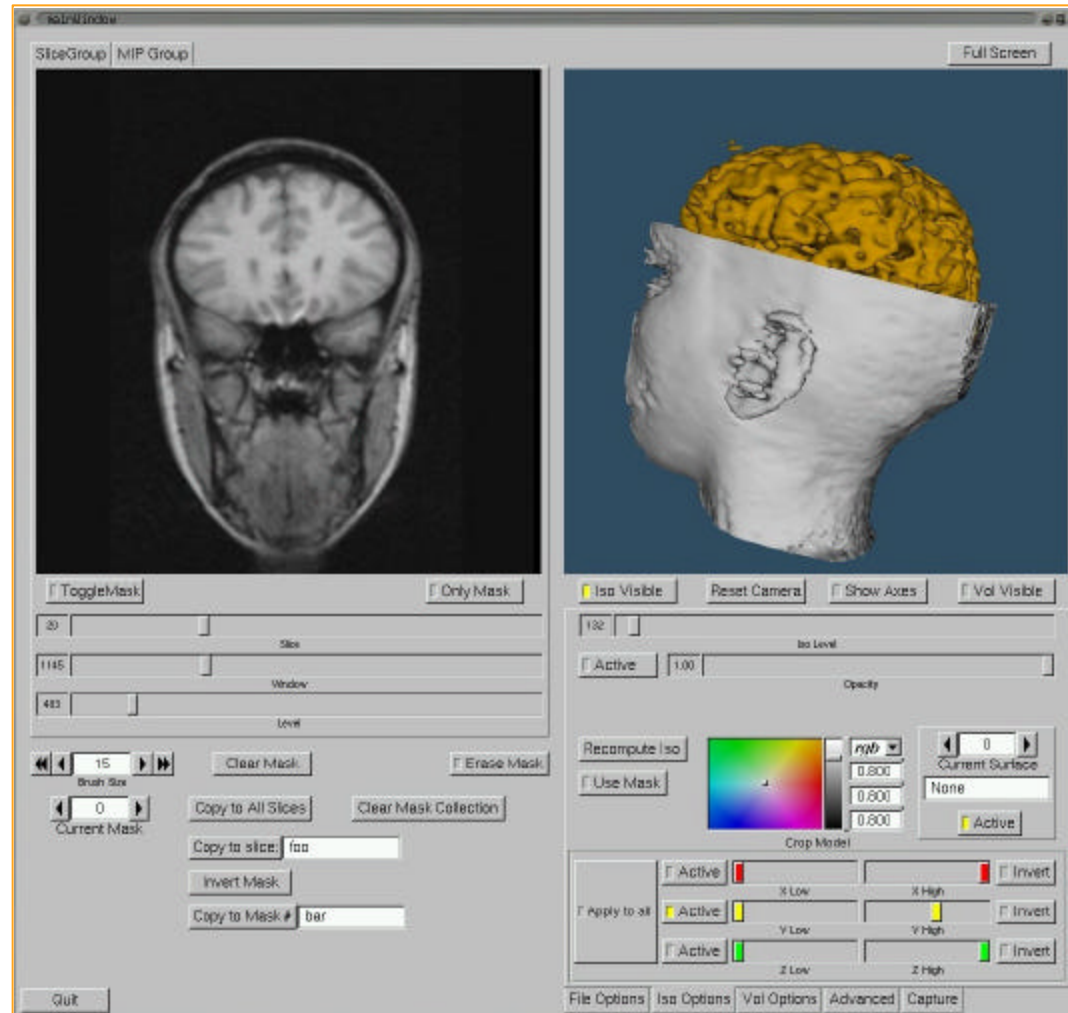 mainWindow
SliceGroup MIP Group
Full Screen
ToggleMask
Only Mask
20
Slice
1145
Window
483
Level
15
Brush Size
Clear Mask
Erase Mask
0
Current Mask
Copy to All Slices
Clear Mask Collection
Copy to slice: foo
Invert Mask
Copy to Mask # bar
Quit
Iso Visible
Reset Camera
Show Axes
Vol Visible
132
Iso Level
Active
1.00
Opacity
Recompute Iso
Use Mask
rgb
0.800
0.800
0.800
0
Current Surface
None
Active
Crop Model
Apply to all
Active
X Low
X High
Invert
Active
Y Low
Y High
Invert
Active
Z Low
Z High
Invert
File Options Iso Options Vol Options Advanced Capture